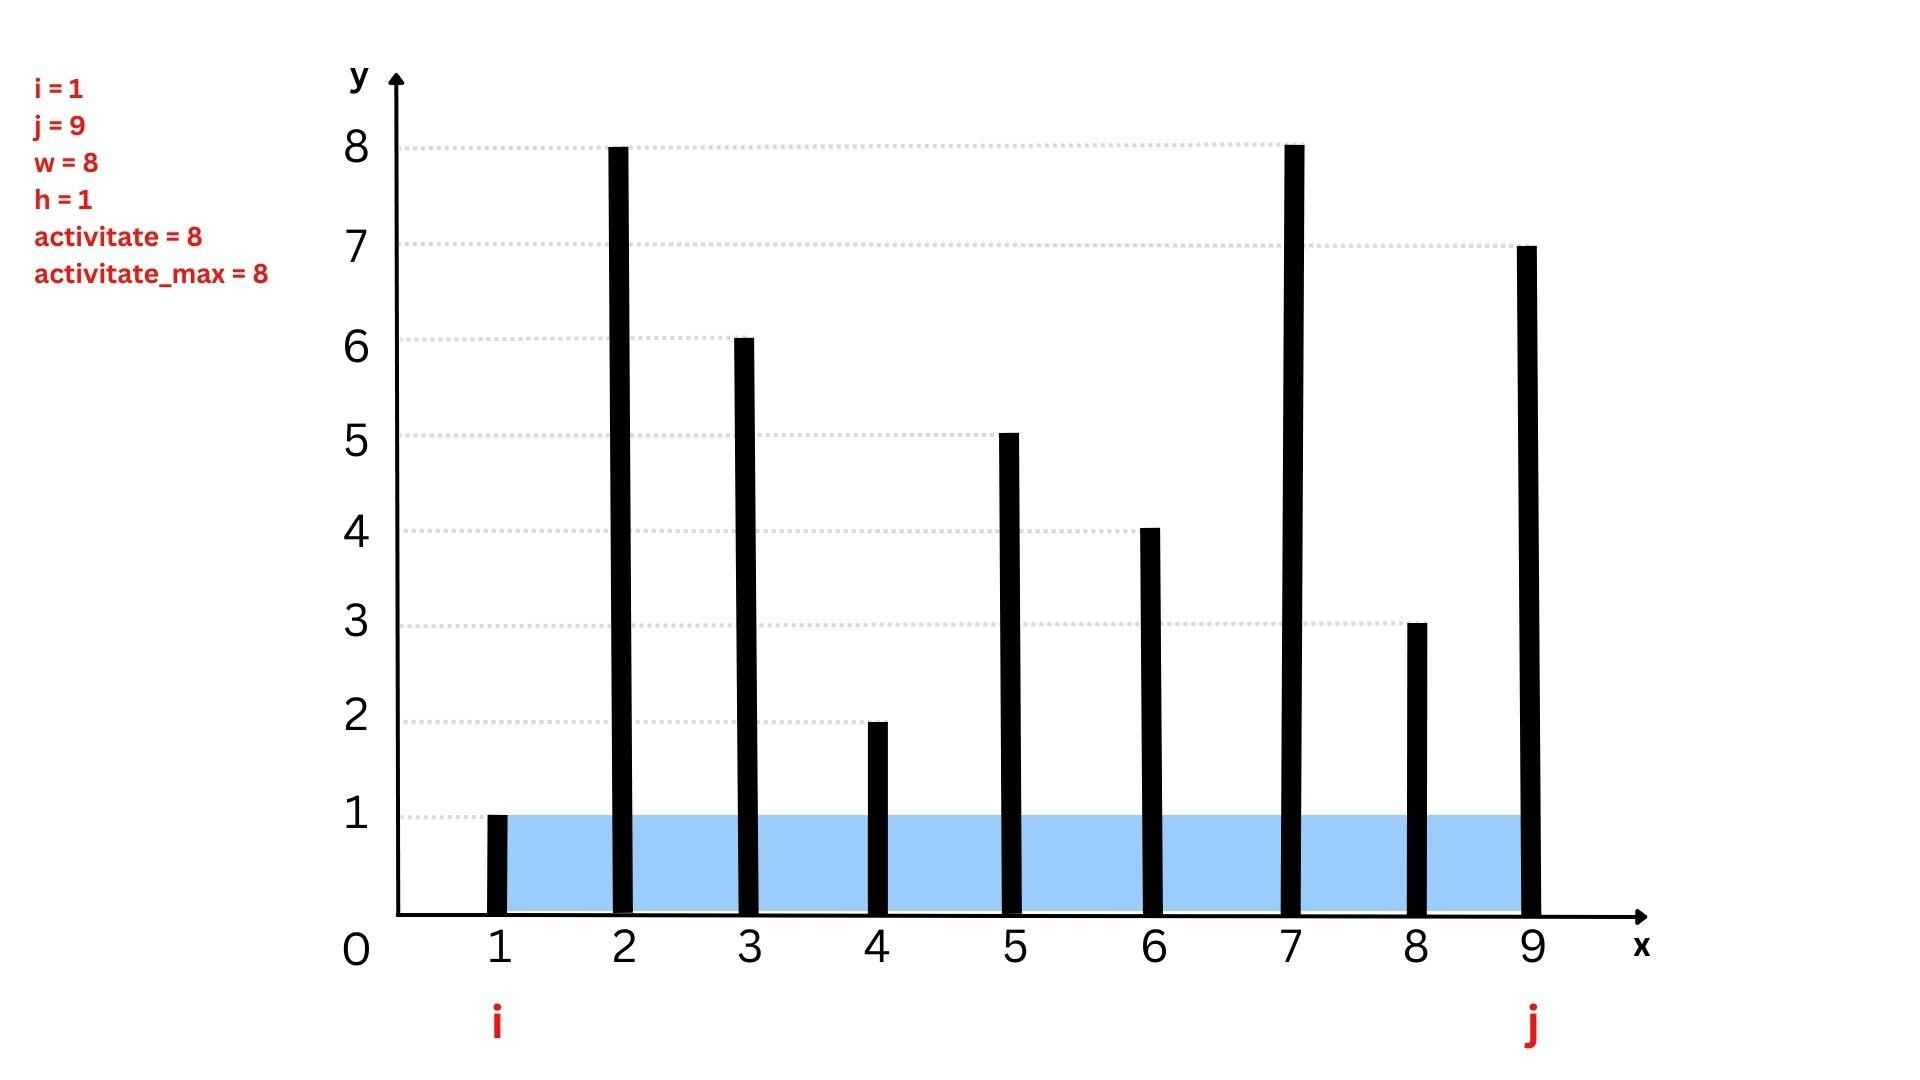 i = 1
j = 9
w = 8
h = 1
activitate = 8
activitate_max = 8
y
8
7
6
5
4
3
2
1
0 1 2 3 4 5 6 7 8 9 x
i j